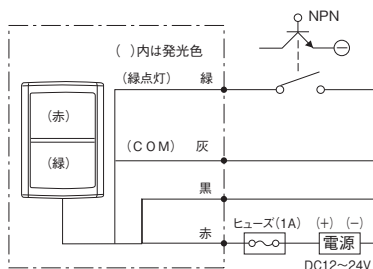 NPN
( )内は発光色
(緑点灯) 緑
(赤)
(緑)
(COM) 灰
黒
赤
ヒューズ(1A) (+) (−)
電源
DC12〜24V